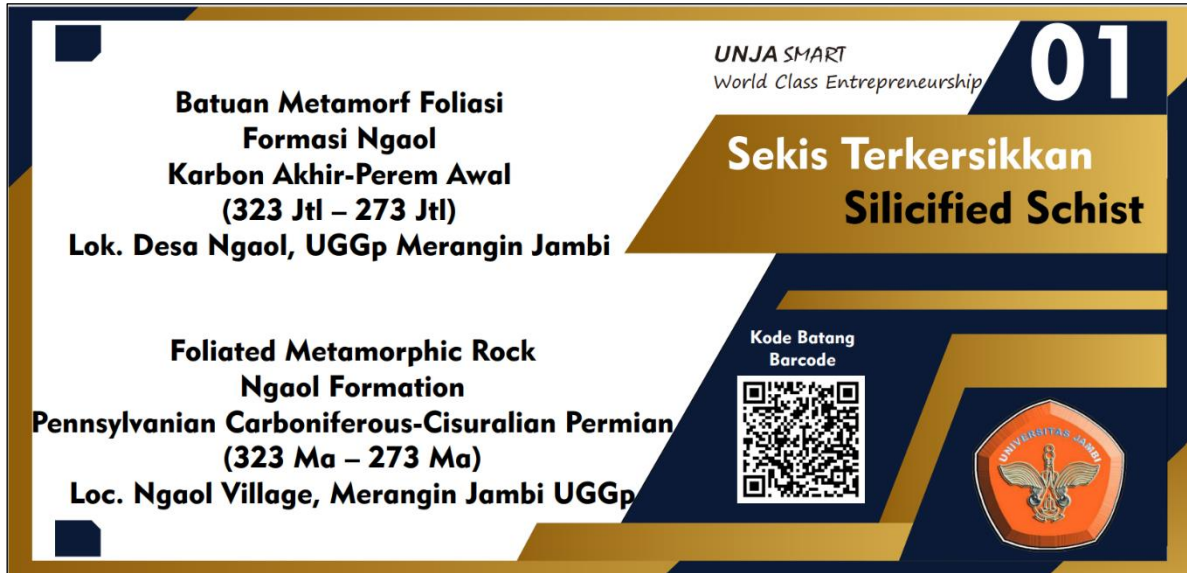 UNJA SMART
World Class Entrepreneurship
01
Sekis Terkersikkan
Silicified Schist
Batuan Metamorf Foliasi
Formasi Ngaol
Karbon Akhir-Perem Awal
(323 Jtl – 273 Jtl)
Lok. Desa Ngaol, UGGp Merangin Jambi
Foliated Metamorphic Rock
Ngaol Formation
Pennsylvanian Carboniferous-Cisuralian Permian
(323 Ma – 273 Ma)
Loc. Ngaol Village, Merangin Jambi UGGp
Kode Batang
Barcode
UNIVERSITAS JAMBI